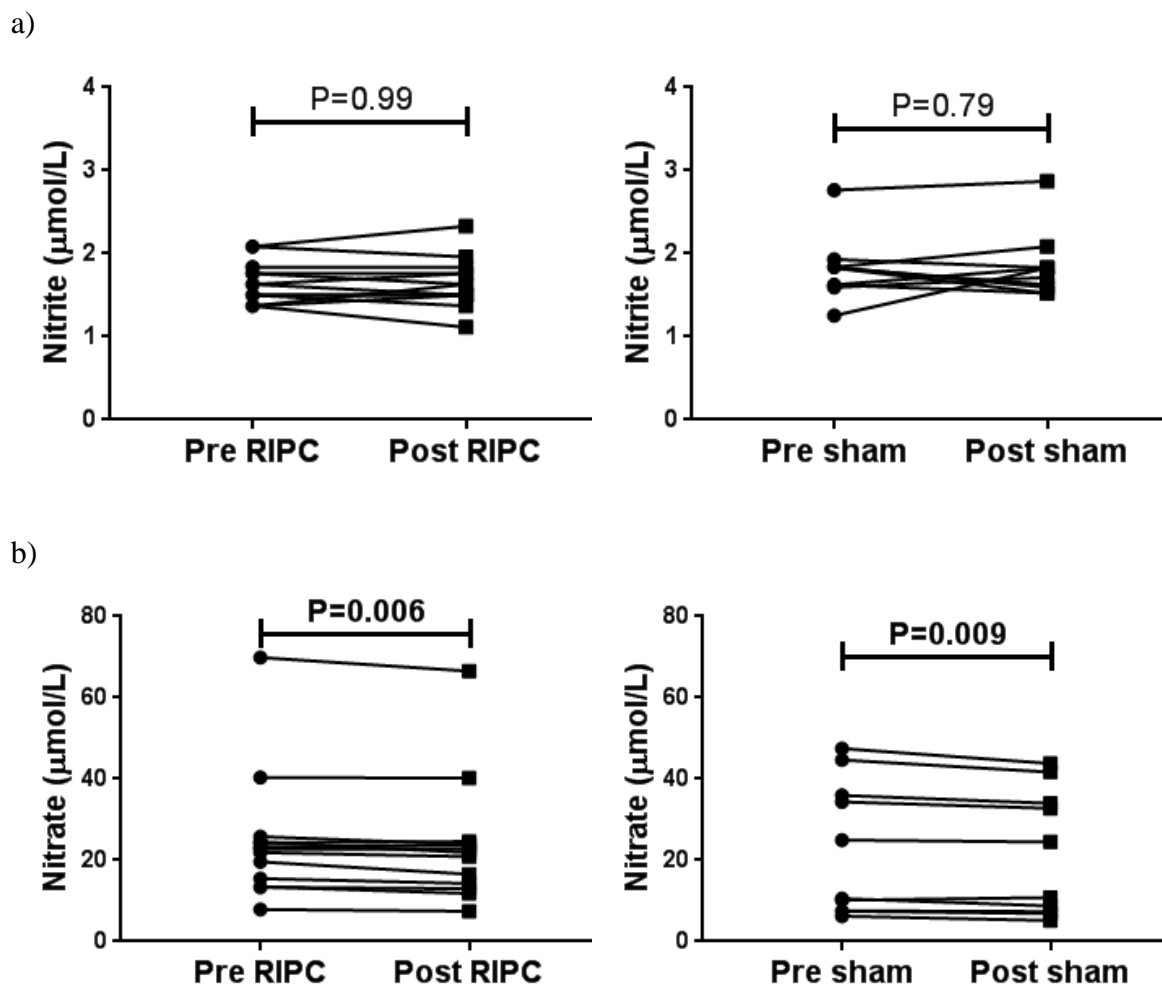 a)
P=0.99
4
3
2
1
0
Nitrite (μmol/L)
Pre RIPC Post RIPC
P=0.79
4
3
2
1
0
Nitrite (μmol/L)
Pre sham Post sham
b)
P=0.006
80
60
40
20
0
Nitrate (μmol/L)
Pre RIPC Post RIPC
P=0.009
80
60
40
20
0
Nitrate (μmol/L)
Pre sham Post sham